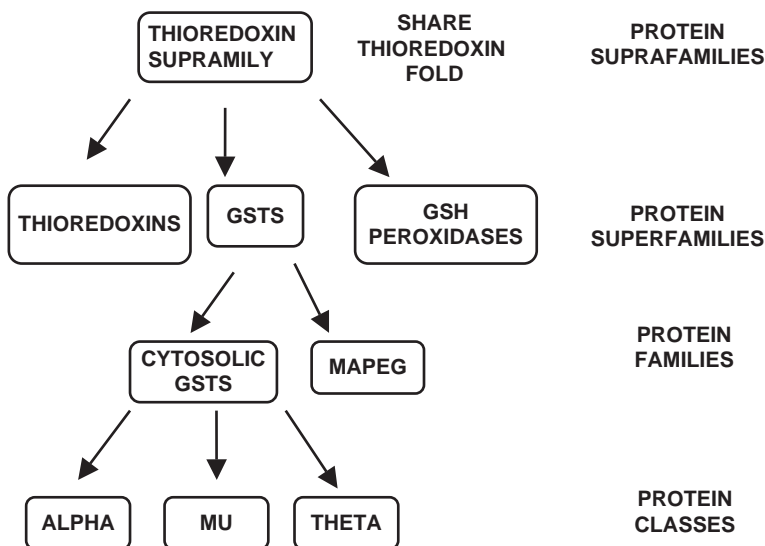 THIOREDOXIN
SUPRAMILY
SHARE
THIOREDOXIN
FOLD
PROTEIN
SUPRAFAMILIES
THIOREDOXINS
GSTS
GSH
PEROXIDASES
PROTEIN
SUPERFAMILIES
CYTOSOLIC
GSTS
MAPEG
PROTEIN
FAMILIES
ALPHA
MU
THETA
PROTEIN
CLASSES